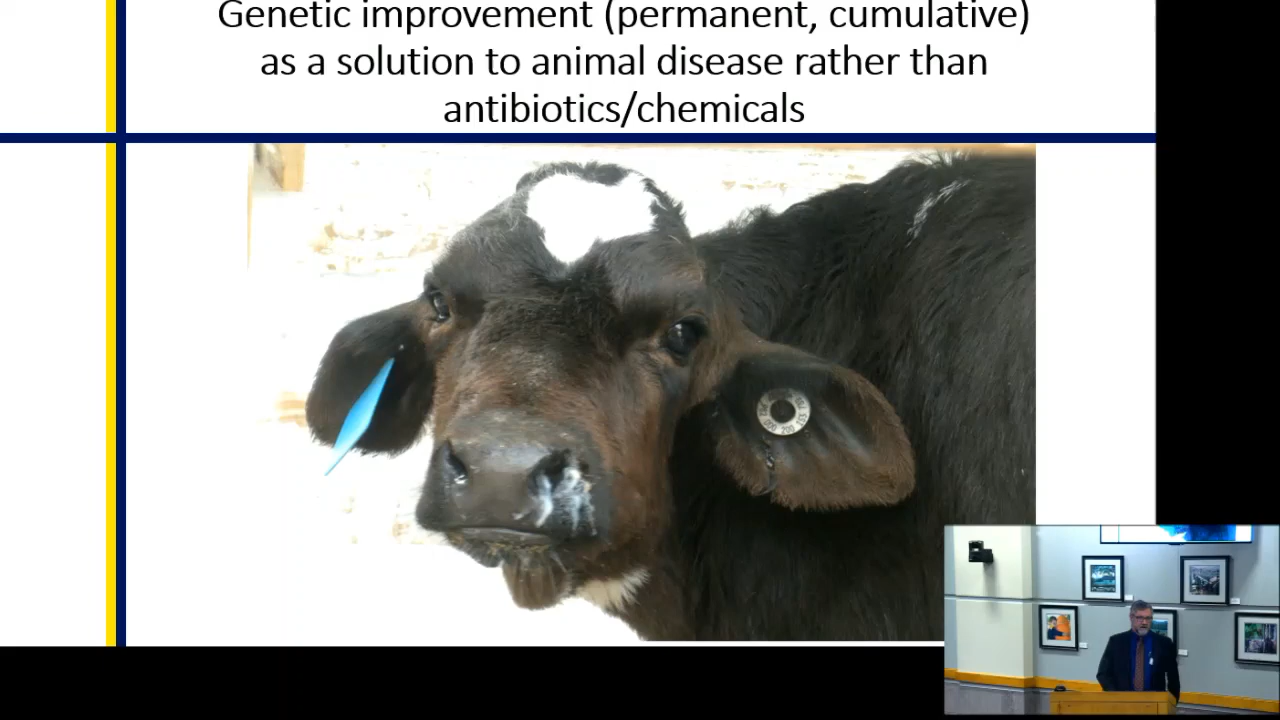 Genetic improvement (permanent, cumulative)
as a solution to animal disease rather than
antibiotics/chemicals